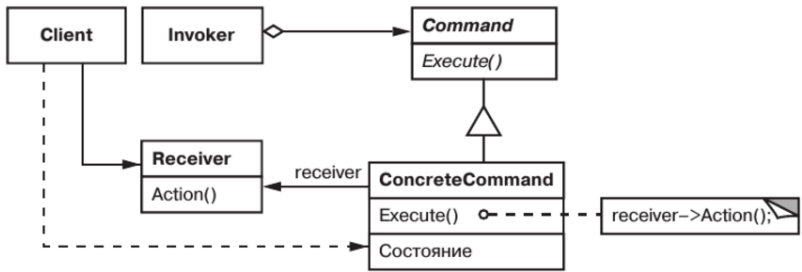 Client
Invoker
Command
Execute()
Receiver
Action()
receiver
ConcreteCommand
Execute()
Состояние
receiver->Action();